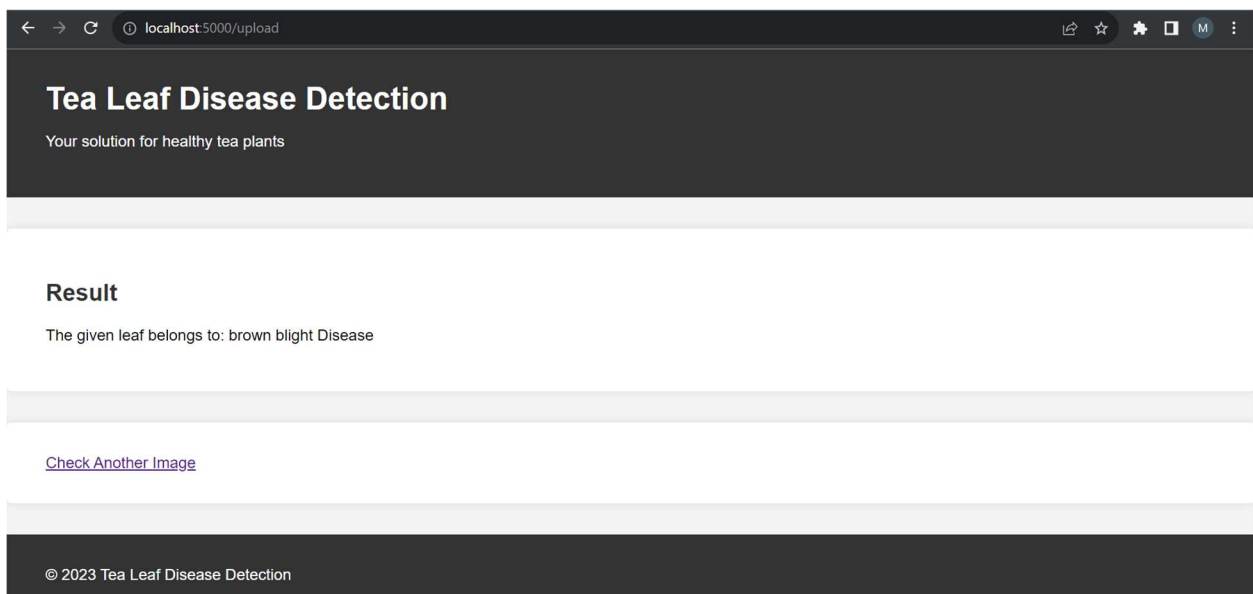 localhost:5000/upload
M
Tea Leaf Disease Detection
Your solution for healthy tea plants
Result
The given leaf belongs to: brown blight Disease
Check Another Image
© 2023 Tea Leaf Disease Detection